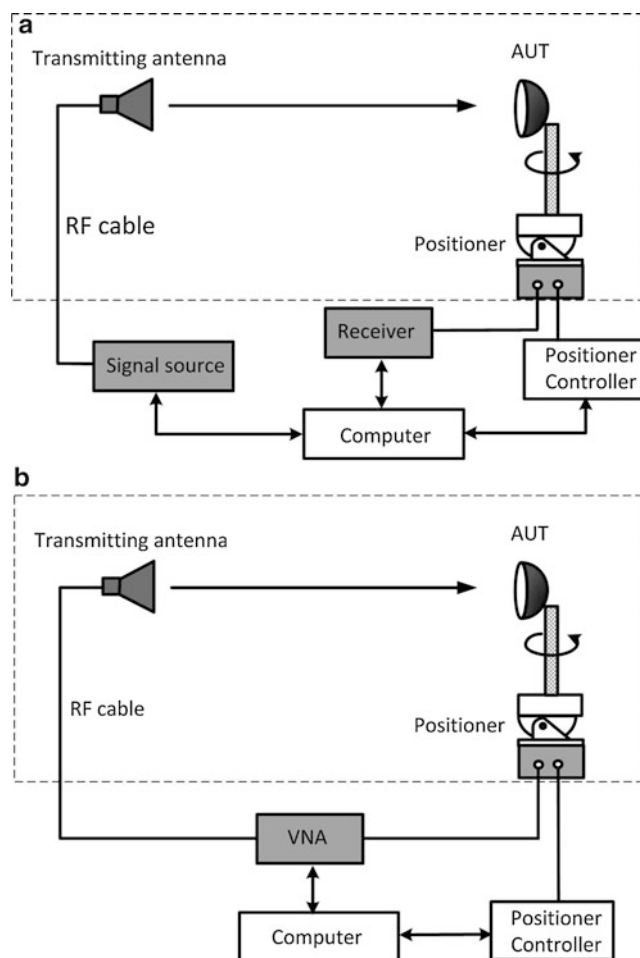 a
Transmitting antenna
AUT
RF cable
Positioner
Receiver
Signal source
Positioner
Controller
Computer
b
Transmitting antenna
AUT
RF cable
Positioner
VNA
Positioner
Controller
Computer